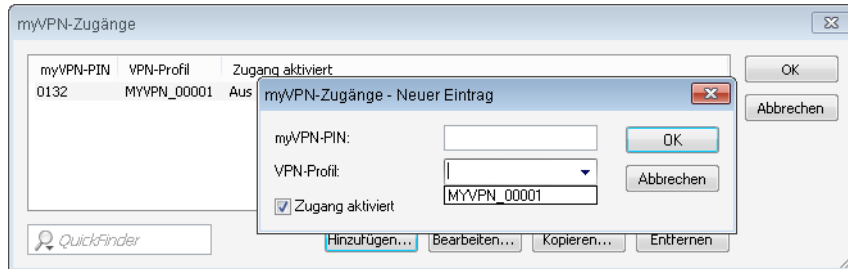 myVPN-Zugänge
myVPN-PIN VPN-Profil Zugang aktiviert
0132 MYVPN_00001 Aus
OK
Abbrechen
myVPN-Zugänge - Neuer Eintrag
myVPN-PIN:
OK
VPN-Profil:
Abbrechen
MYVPN_00001
Zugang aktiviert
QuickFinder
Hinzufügen... Bearbeiten... Kopieren... Entfernen